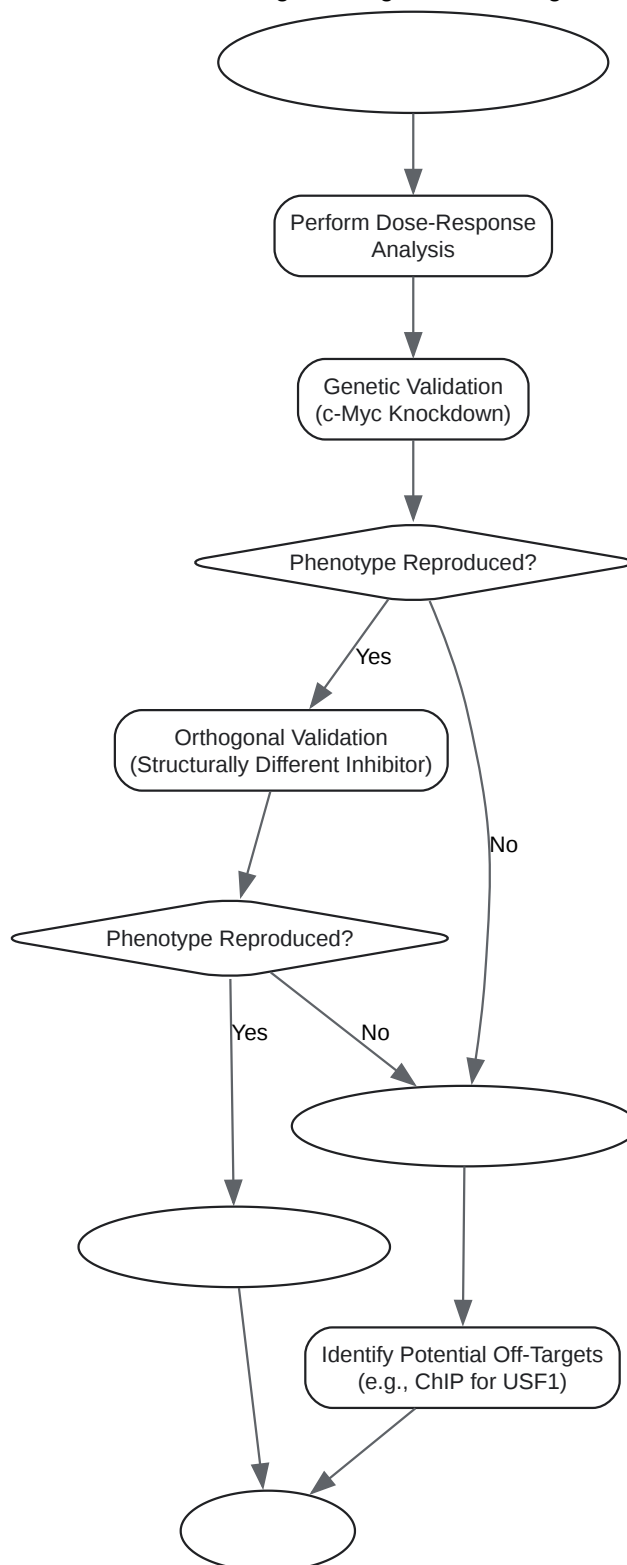 Perform Dose-Response
Analysis
Genetic Validation
(c-Myc Knockdown)
Phenotype Reproduced?
Yes
Orthogonal Validation
(Structurally Different Inhibitor)
No
Phenotype Reproduced?
Yes
No
Identify Potential Off-Targets
(e.g., ChIP for USF1)